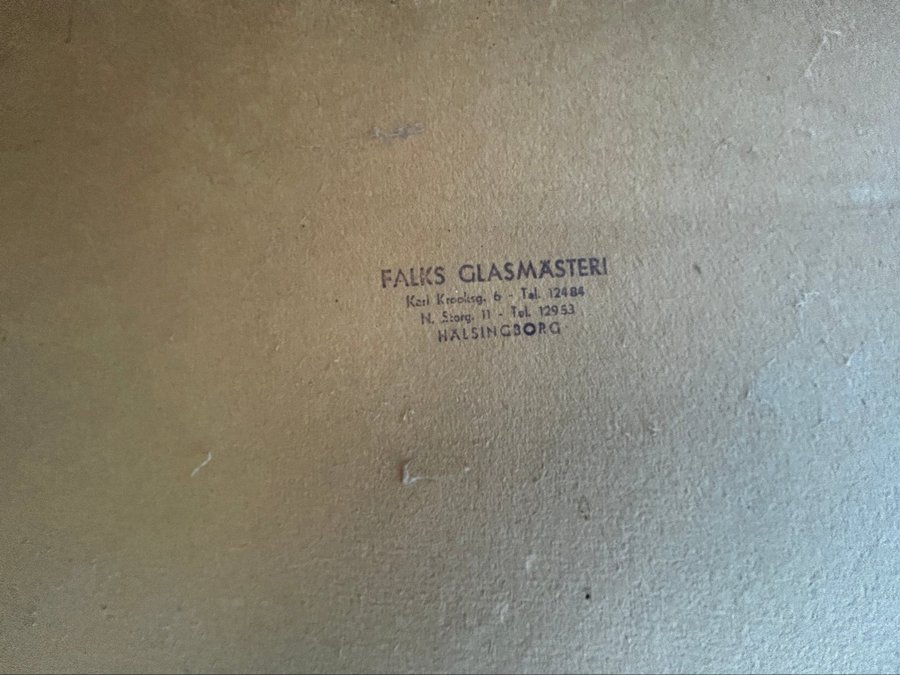 FALKS GLASMÄSTERI
Karl Krooksg. 6 - Tel. 12484
N. Storg. 11 - Tel. 12953
HÄLSINGBORG